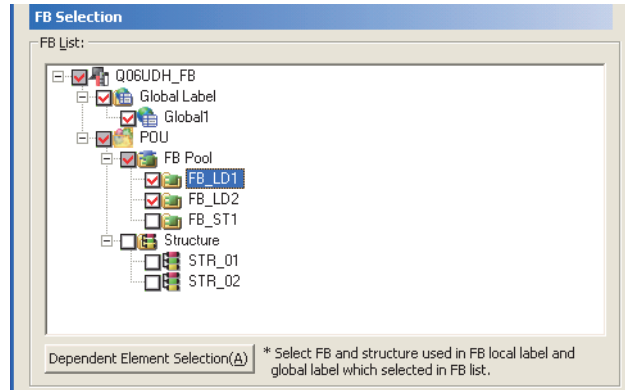 FB Selection
FB List:
Q06UDH_FB
Global Label
Global1
POU
FB Pool
FB_LD1
FB_LD2
FB_ST1
Structure
STR_01
STR_02
Dependent Element Selection(A)
* Select FB and structure used in FB local label and
global label which selected in FB list.